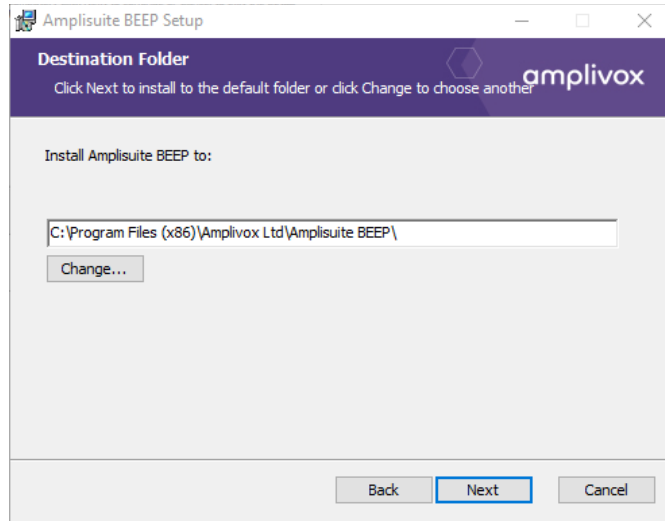 Amplisuite BEEP Setup
Destination Folder
Click Next to install to the default folder or click Change to choose another
amplivox
Install Amplisuite BEEP to:
C:\Program Files (x86)\Amplivox Ltd\Amplisuite BEEP\
Change...
Back Next Cancel